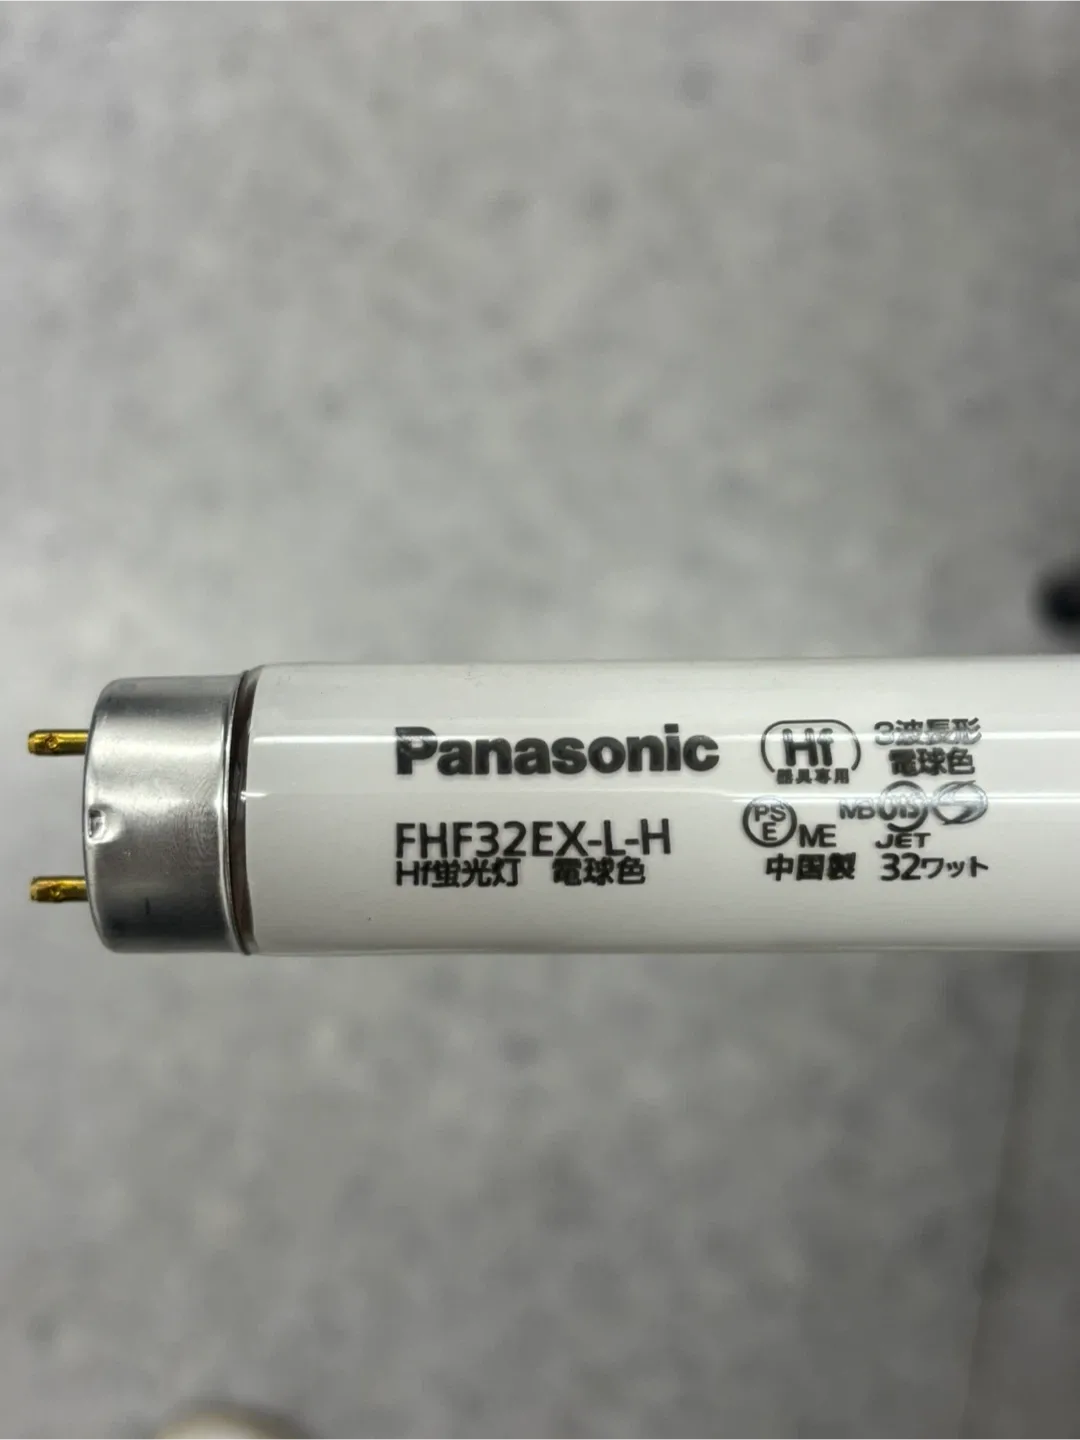 Panasonic
FHF32EX-L-H
Hf蛍光灯 電球色
Hf
器具専用
3波長形
電球色
PS
E
ME
JET
中国製 32ワット